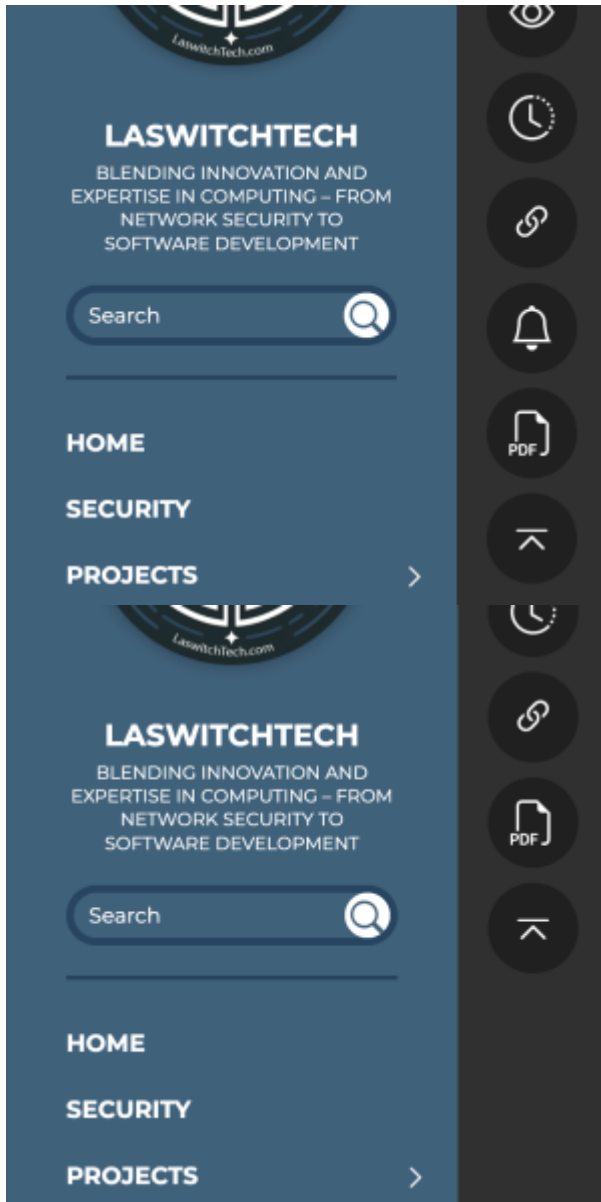 LaswitchTech.com
LASWITCHTECH
BLENDING INNOVATION AND
EXPERTISE IN COMPUTING – FROM
NETWORK SECURITY TO
SOFTWARE DEVELOPMENT
Search
HOME
SECURITY
PROJECTS
PDF
LaswitchTech.com
LASWITCHTECH
BLENDING INNOVATION AND
EXPERTISE IN COMPUTING – FROM
NETWORK SECURITY TO
SOFTWARE DEVELOPMENT
Search
HOME
SECURITY
PROJECTS
PDF